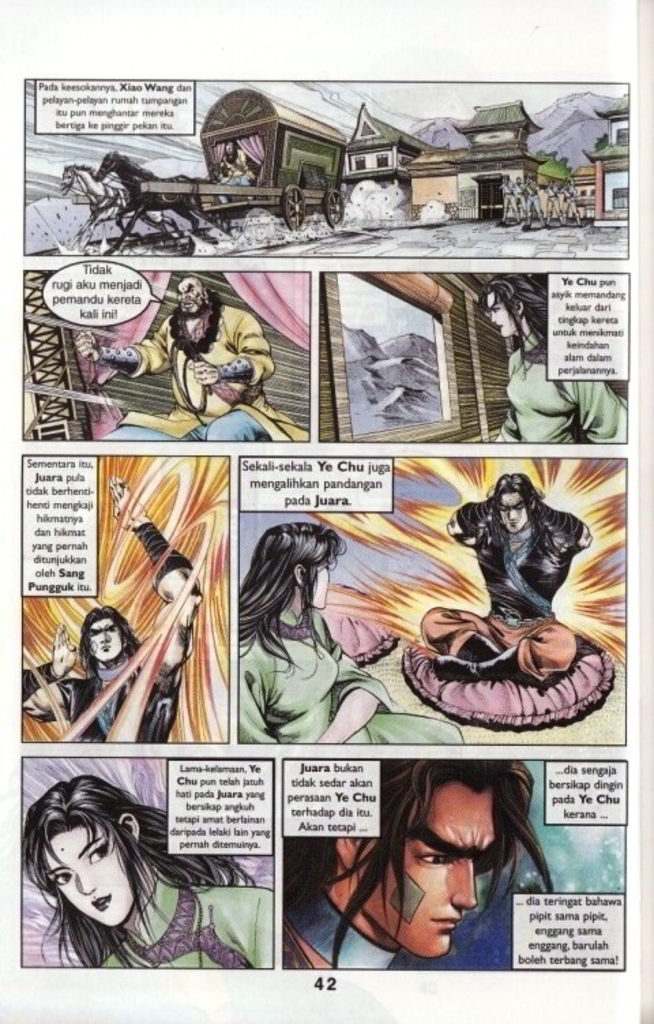 Pada keesokannya, Xiao Wang dan
pelayan-pelayan rumah tumpangan
itu pun menghantar mereka
bertiga ke pinggir pekan itu.
Tidak
rugi aku menjadi
pemandu kereta
kali ini!
Ye Chu pun
asyik memandang
keluar dari
tingkap kereta
untuk menikmati
keindahan
alam dalam
perjalanannya.
Sementara itu,
Juara pula
tidak berhenti-
henti mengkaji
hikmatnya
dan hikmat
yang pernah
ditunjukkan
oleh Sang
Pungguk itu.
Sekali-sekala Ye Chu juga
mengalihkan pandangan
pada Juara.
Lama-kelamaan, Ye
Chu pun telah jatuh
hati pada Juara yang
bersikap angkuh
tetapi amat berlainan
daripada lelaki lain yang
pernah ditemuinya.
Juara bukan
tidak sedar akan
perasaan Ye Chu
terhadap dia itu.
Akan tetapi ...
...dia sengaja
bersikap dingin
pada Ye Chu
kerana ...
... dia teringat bahawa
pipit sama pipit,
enggang sama
enggang, barulah
boleh terbang sama!
42